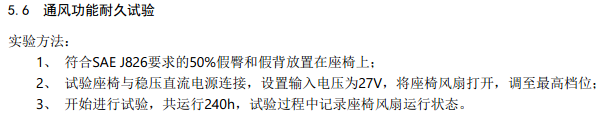 5.6 通风功能耐久试验
实验方法：
1、 符合SAE J826要求的50%假臀和假背放置在座椅上；
2、 试验座椅与稳压直流电源连接，设置输入电压为27V，将座椅风扇打开，调至最高档位；
3、 开始进行试验，共运行240h，试验过程中记录座椅风扇运行状态。